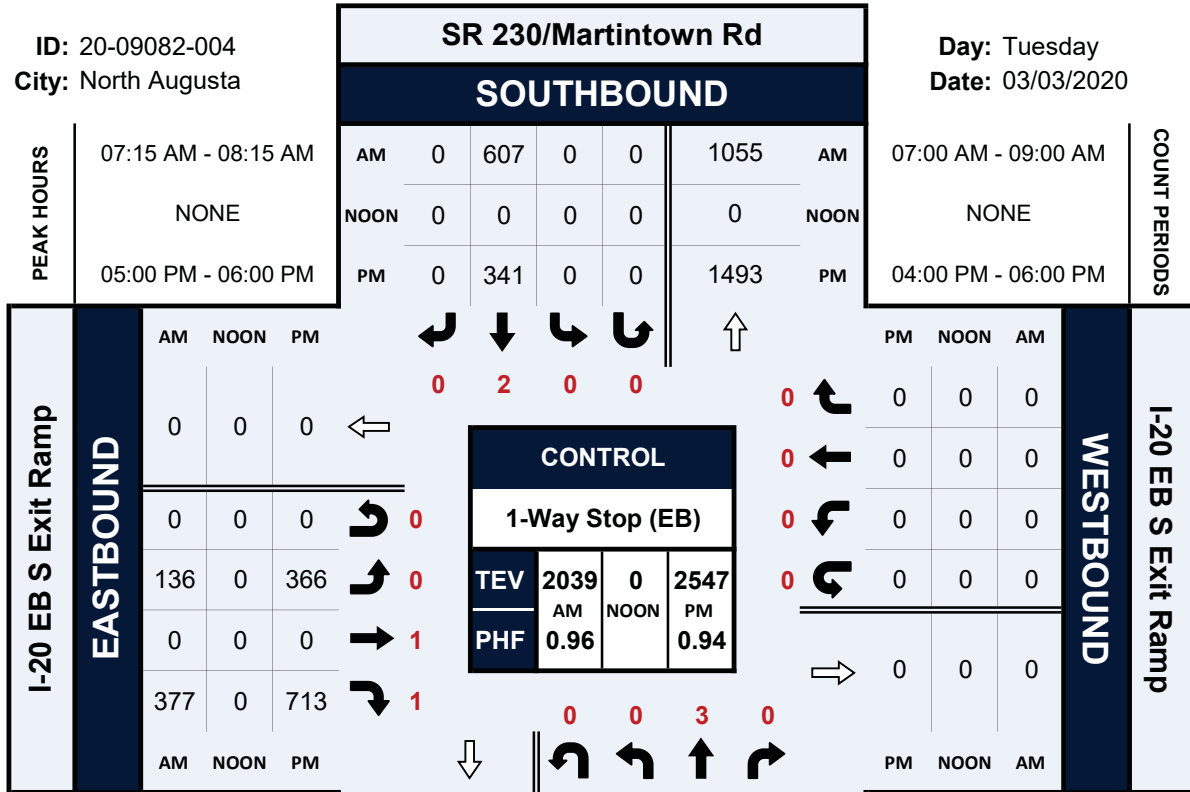 ID: 20-09082-004
City: North Augusta
SR 230/Martintown Rd
SOUTHBOUND
Day: Tuesday
Date: 03/03/2020
PEAK HOURS
07:15 AM - 08:15 AM
NONE
05:00 PM - 06:00 PM
AM 0 607 0 0 1055 AM
NOON 0 0 0 0 0 NOON
PM 0 341 0 0 1493 PM
07:00 AM - 09:00 AM
NONE
04:00 PM - 06:00 PM
COUNT PERIODS
0 2 0 0
I-20 EB S Exit Ramp
EASTBOUND
AM NOON PM
0 0 0
0 0 0 0
136 0 366 0
0 0 0 1
377 0 713 1
AM NOON PM
CONTROL
1-Way Stop (EB)
TEV 2039 0 2547
AM NOON PM
PHF 0.96 0.94
PM NOON AM
0 0 0 0
0 0 0 0
0 0 0 0
0 0 0 0
0 0 0
PM NOON AM
WESTBOUND
I-20 EB S Exit Ramp
0 0 3 0